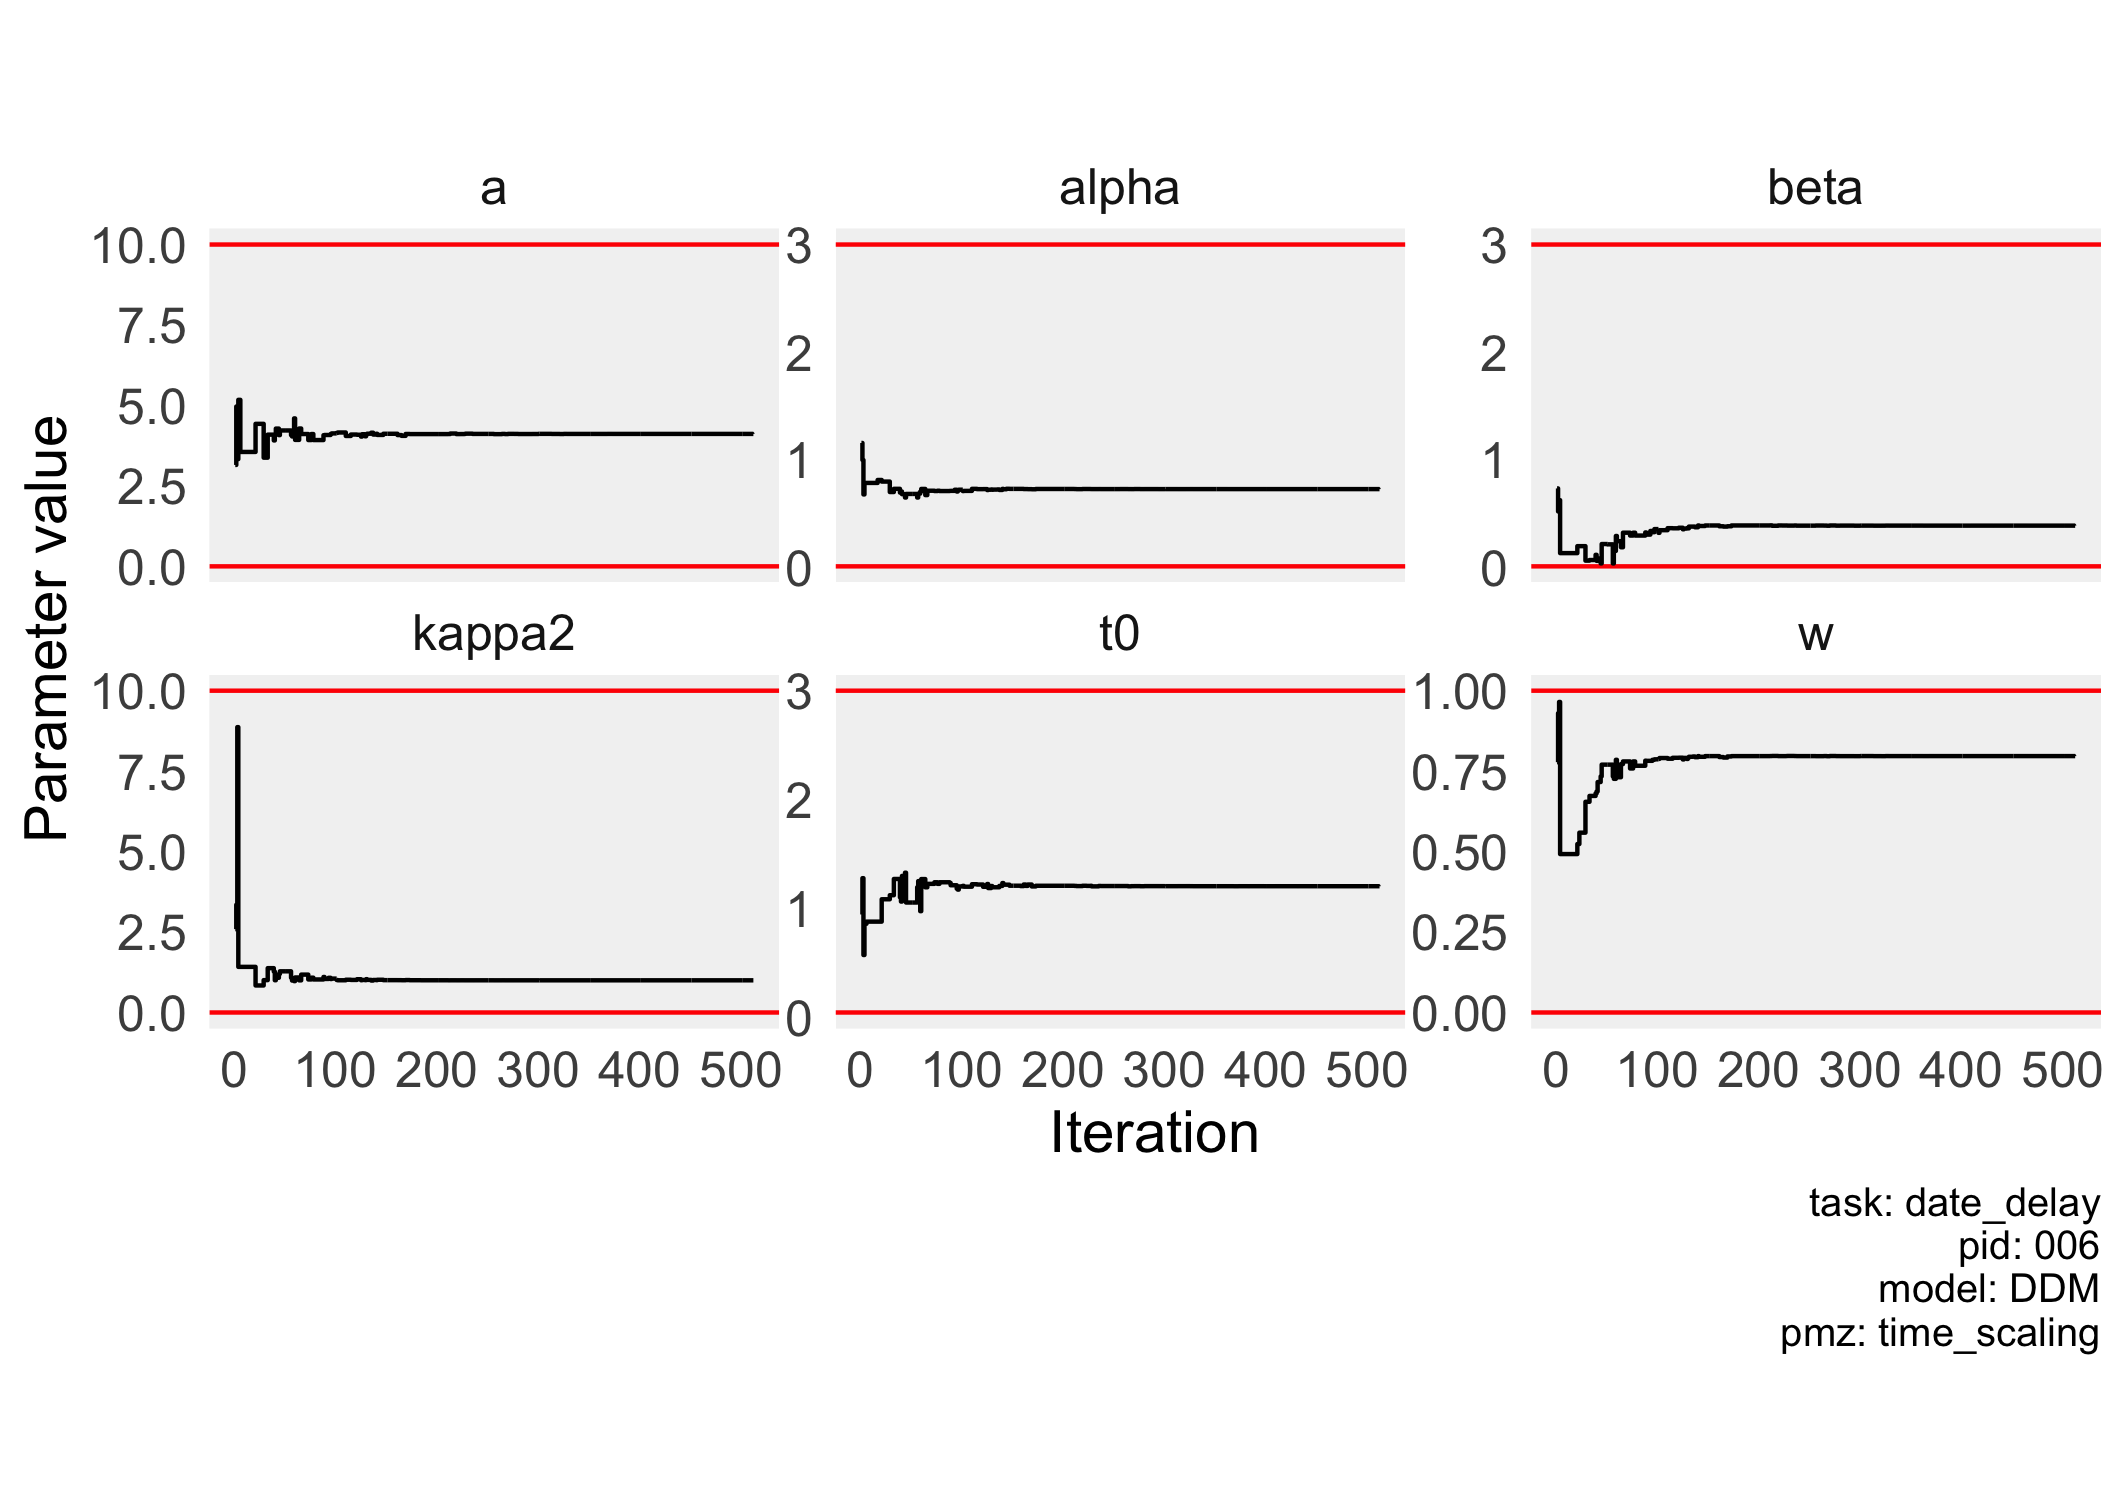 a
alpha
beta
10.0
7.5
5.0
2.5
0.0
3
2
1
0
3
2
1
0
kappa2
t0
w
10.0
7.5
5.0
2.5
0.0
3
2
1
0
1.00
0.75
0.50
0.25
0.00
0 100 200 300 400 500
0 100 200 300 400 500
0 100 200 300 400 500
Parameter value
Iteration
task: date_delay
pid: 006
model: DDM
pmz: time_scaling